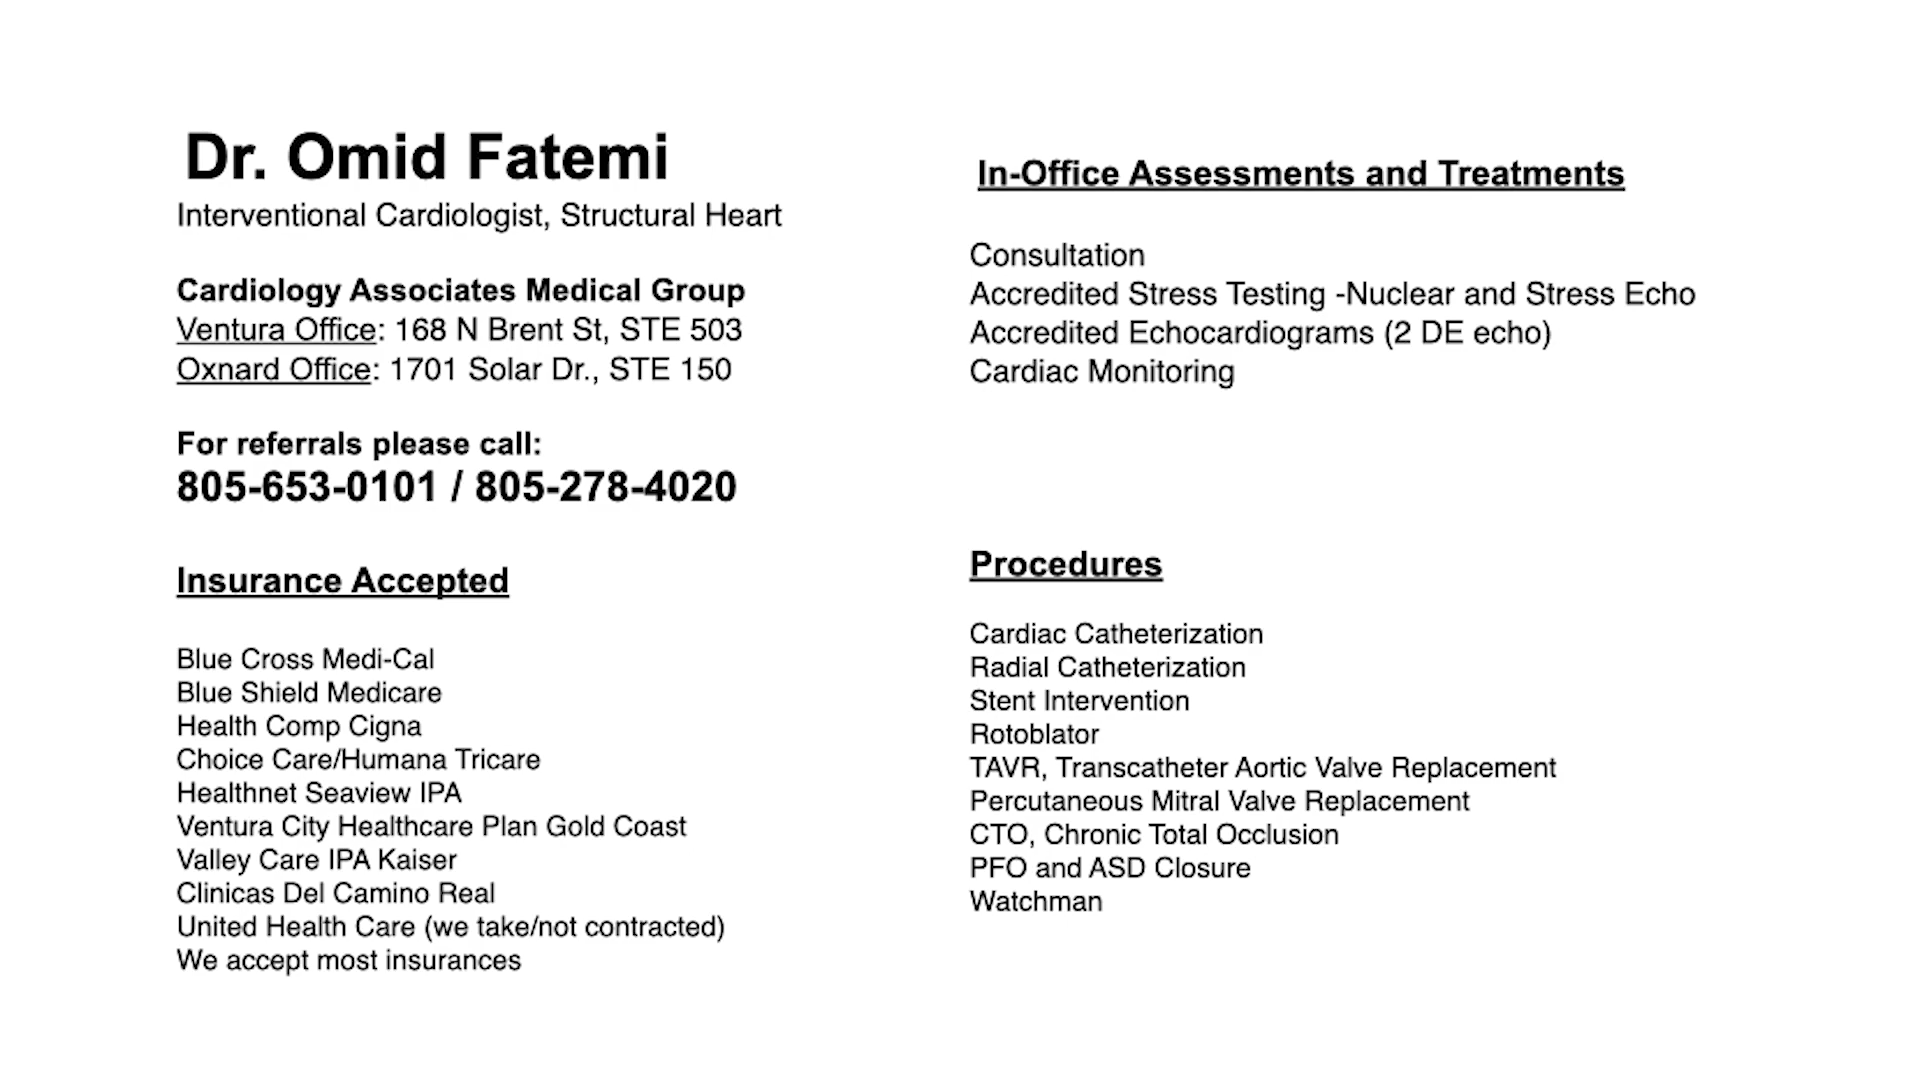 Dr. Omid Fatemi
Interventional Cardiologist, Structural Heart
Cardiology Associates Medical Group
Ventura Office: 168 N Brent St, STE 503
Oxnard Office: 1701 Solar Dr., STE 150
For referrals please call:
805-653-0101 / 805-278-4020
Insurance Accepted
Blue Cross Medi-Cal
Blue Shield Medicare
Health Comp Cigna
Choice Care/Humana Tricare
Healthnet Seaview IPA
Ventura City Healthcare Plan Gold Coast
Valley Care IPA Kaiser
Clinicas Del Camino Real
United Health Care (we take/not contracted)
We accept most insurances
In-Office Assessments and Treatments
Consultation
Accredited Stress Testing -Nuclear and Stress Echo
Accredited Echocardiograms (2 DE echo)
Cardiac Monitoring
Procedures
Cardiac Catheterization
Radial Catheterization
Stent Intervention
Rotoblator
TAVR, Transcatheter Aortic Valve Replacement
Percutaneous Mitral Valve Replacement
CTO, Chronic Total Occlusion
PFO and ASD Closure
Watchman